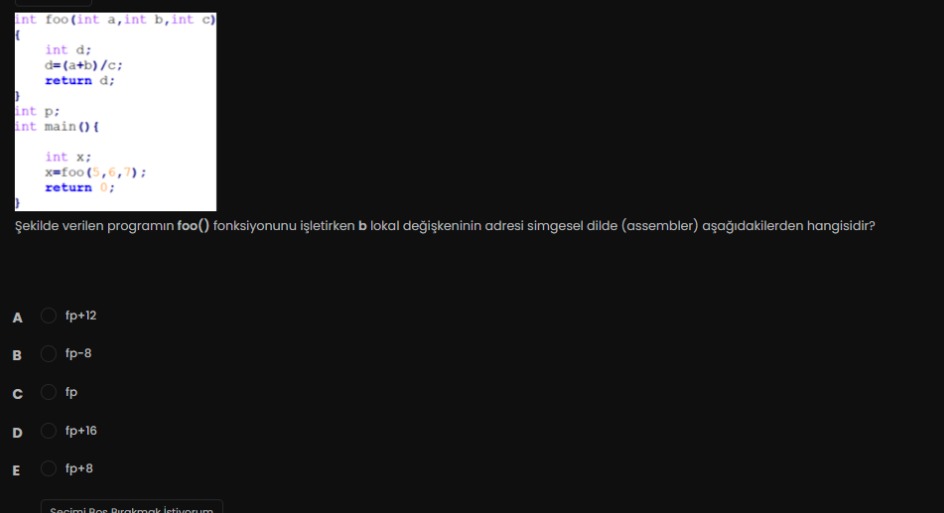 int foo(int a,int b,int c)
{
int d;
d=(a+b)/c;
return d;
}
int p;
int main(){
int x;
x=foo(5,6,7);
return 0;
}
Şekilde verilen programın foo() fonksiyonunu işletirken b lokal değişkeninin adresi simgesel dilde (assembler) aşağıdakilerden hangisidir?
A fp+12
B fp-8
C fp
D fp+16
E fp+8
Seçimi Boş Bırakmak İstiyorum